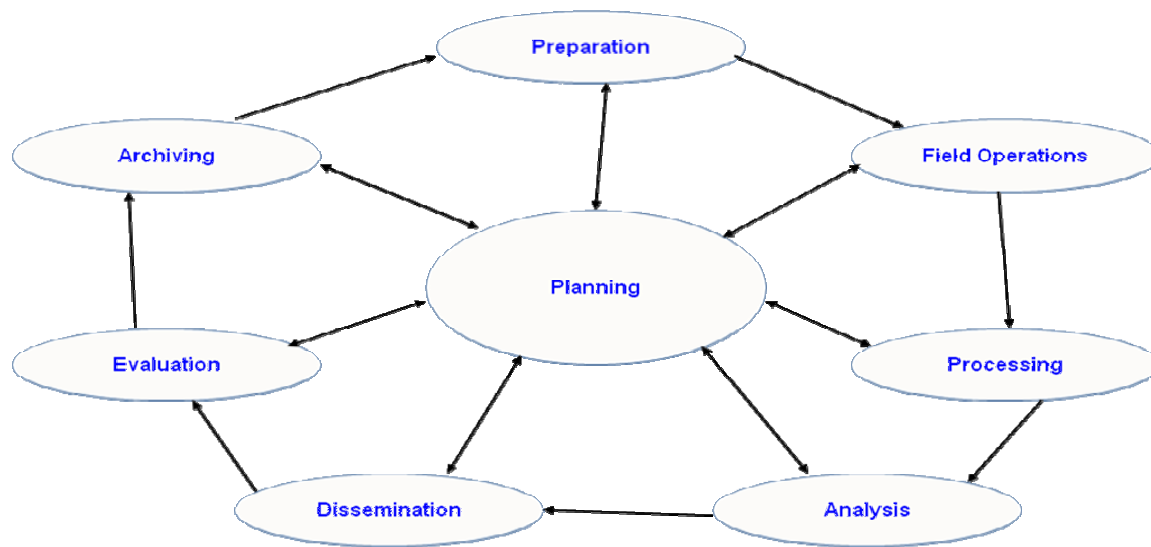 Preparation
Archiving
Field Operations
Planning
Evaluation
Processing
Dissemination
Analysis